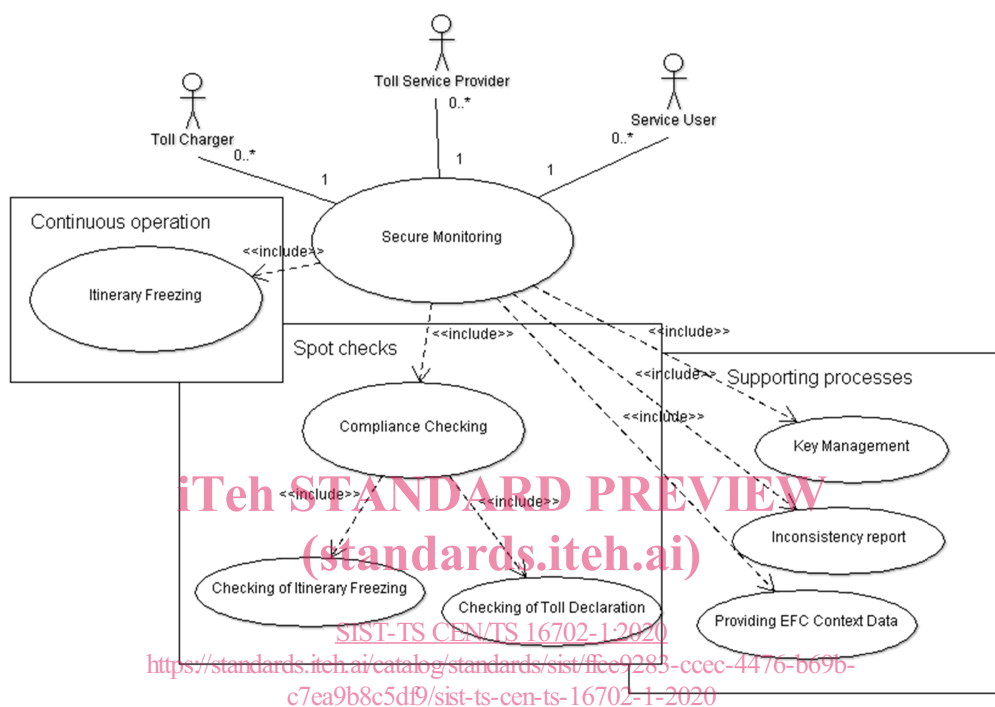 Toll Service Provider
0..*
Toll Charger
0..*
Service User
0..*
1
1
1
Continuous operation
Secure Monitoring
<<include>>
Itinerary Freezing
Spot checks
<<include>>
<<include>>
<<include>>
Supporting processes
<<include>>
Compliance Checking
Key Management
iTeh STANDARD PREVIEW
<<include>>
<<include>>
Inconsistency report
(standards.iteh.ai)
Checking of Itinerary Freezing
Checking of Toll Declaration
Providing EFC Context Data
SIST-TS CEN/TS 16702-1:2020
https://standards.iteh.ai/catalog/standards/sist/ffee9283-ccec-4476-b69b-
c7ea9b8c5df9/sist-ts-cen-ts-16702-1-2020